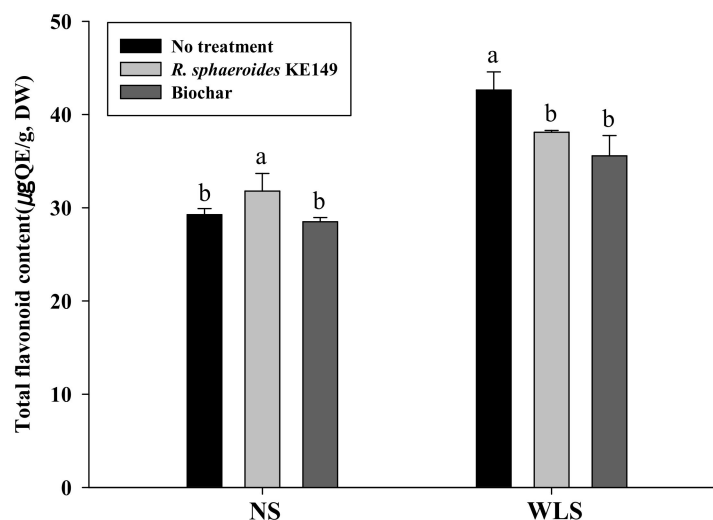 50
40
30
20
10
0
Total flavonoid content(μgQE/g, DW)
No treatment
R. sphaeroides KE149
Biochar
b
a
b
a
b
b
NS
WLS